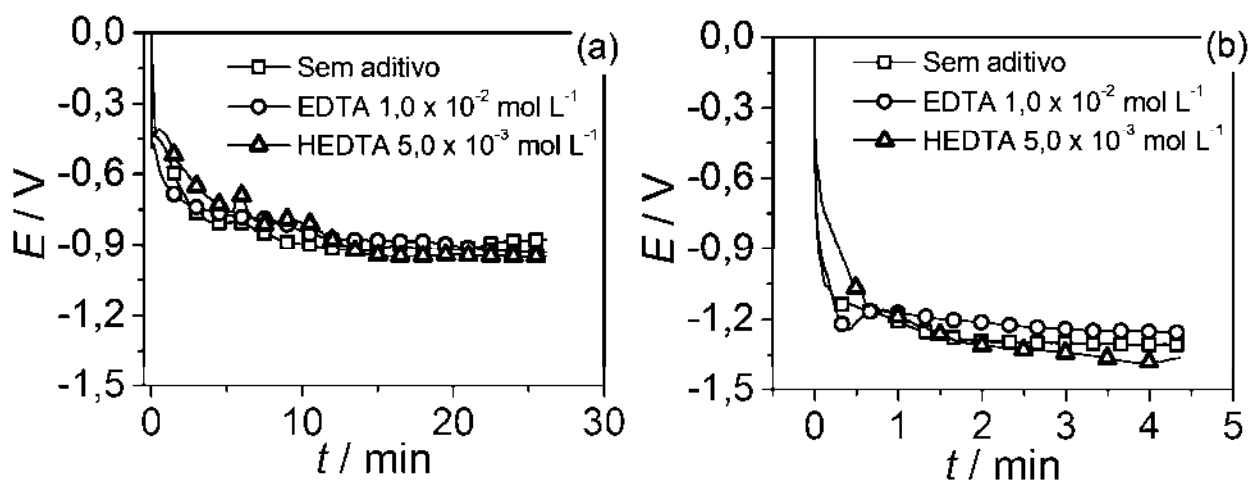 (a)
Sem aditivo
EDTA 1,0 x 10⁻² mol L⁻¹
HEDTA 5,0 x 10⁻³ mol L⁻¹
0,0
-0,3
-0,6
-0,9
-1,2
-1,5
E / V
0 10 20 30
t / min
(b)
Sem aditivo
EDTA 1,0 x 10⁻² mol L⁻¹
HEDTA 5,0 x 10⁻³ mol L⁻¹
0,0
-0,3
-0,6
-0,9
-1,2
-1,5
E / V
0 1 2 3 4 5
t / min